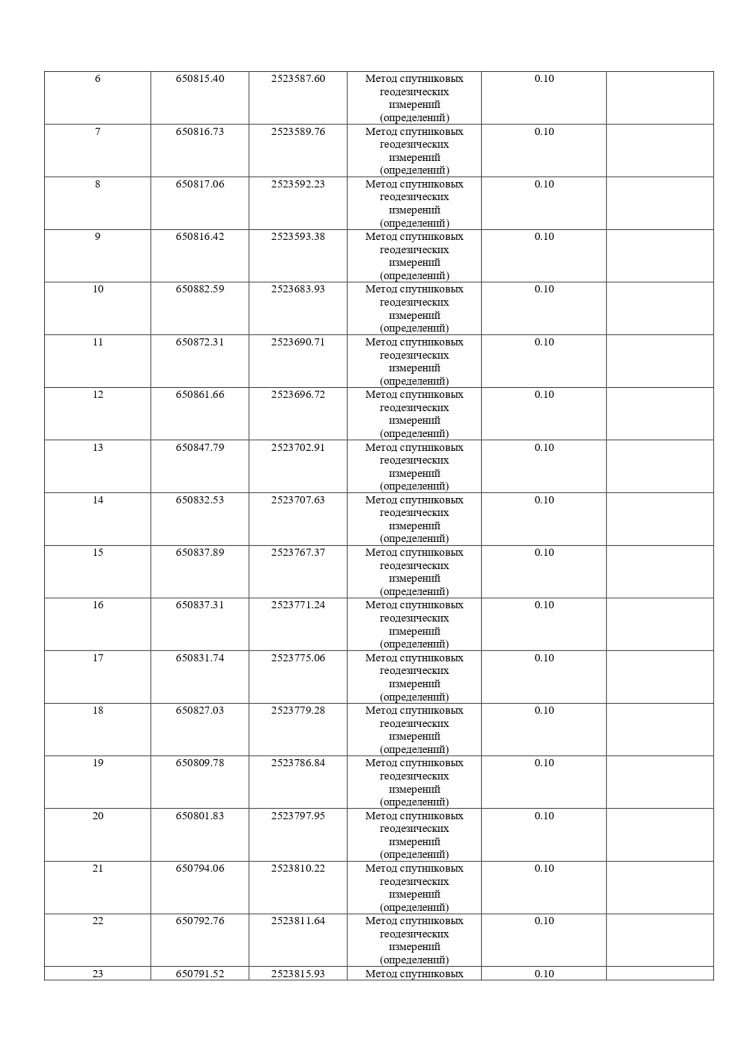 6 650815.40 2523587.60 Метод спутниковых 0.10
геодезических
измерений
(определений)
7 650816.73 2523589.76 Метод спутниковых 0.10
геодезических
измерений
(определений)
8 650817.06 2523592.23 Метод спутниковых 0.10
геодезических
измерений
(определений)
9 650816.42 2523593.38 Метод спутниковых 0.10
геодезических
измерений
(определений)
10 650882.59 2523683.93 Метод спутниковых 0.10
геодезических
измерений
(определений)
11 650872.31 2523690.71 Метод спутниковых 0.10
геодезических
измерений
(определений)
12 650861.66 2523696.72 Метод спутниковых 0.10
геодезических
измерений
(определений)
13 650847.79 2523702.91 Метод спутниковых 0.10
геодезических
измерений
(определений)
14 650832.53 2523707.63 Метод спутниковых 0.10
геодезических
измерений
(определений)
15 650837.89 2523767.37 Метод спутниковых 0.10
геодезических
измерений
(определений)
16 650837.31 2523771.24 Метод спутниковых 0.10
геодезических
измерений
(определений)
17 650831.74 2523775.06 Метод спутниковых 0.10
геодезических
измерений
(определений)
18 650827.03 2523779.28 Метод спутниковых 0.10
геодезических
измерений
(определений)
19 650809.78 2523786.84 Метод спутниковых 0.10
геодезических
измерений
(определений)
20 650801.83 2523797.95 Метод спутниковых 0.10
геодезических
измерений
(определений)
21 650794.06 2523810.22 Метод спутниковых 0.10
геодезических
измерений
(определений)
22 650792.76 2523811.64 Метод спутниковых 0.10
геодезических
измерений
(определений)
23 650791.52 2523815.93 Метод спутниковых 0.10